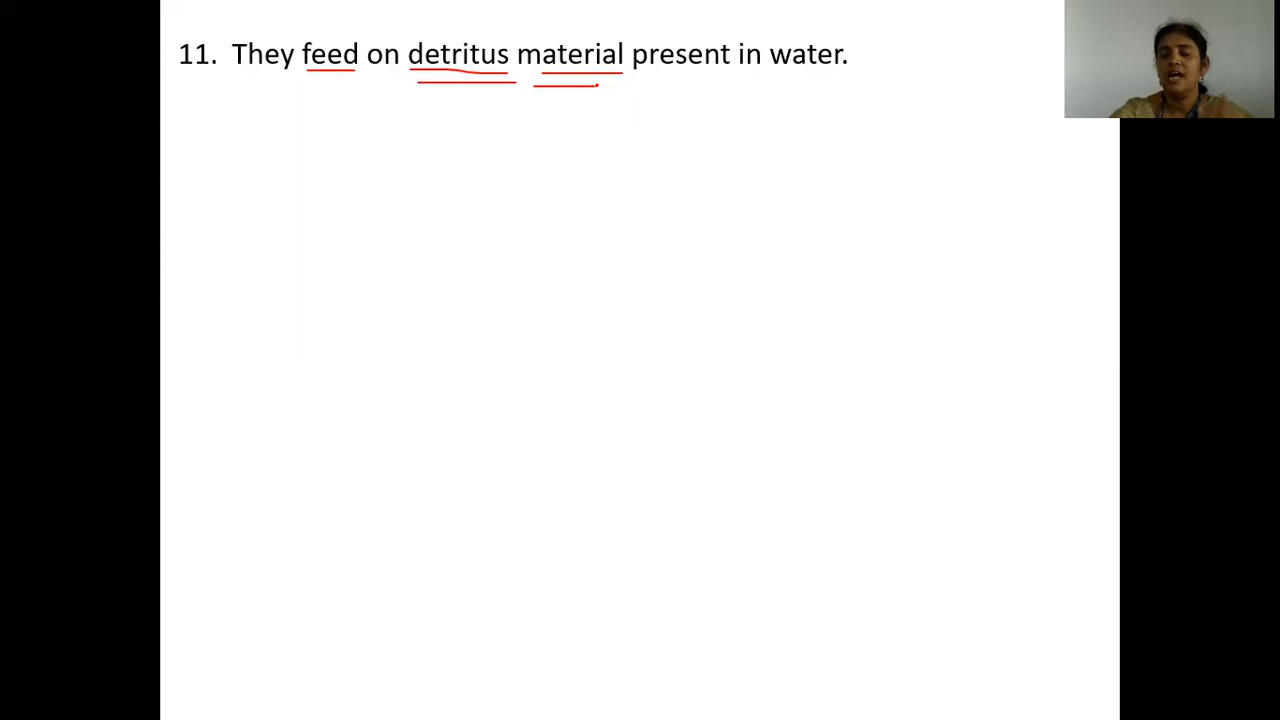 11. They feed on detritus material present in water.